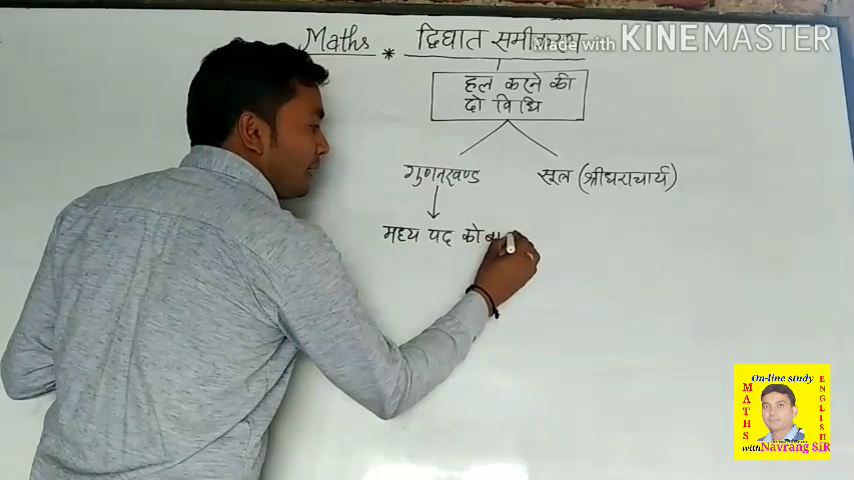 Maths * द्विघात समीकरण
Made with KINEMASTER
हल करने की
दो विधि
गुणनखण्ड
सूत्र (श्रीधराचार्य)
मध्य पद को
On-line study
MATHS
ENGLISH
with Navrang SiR